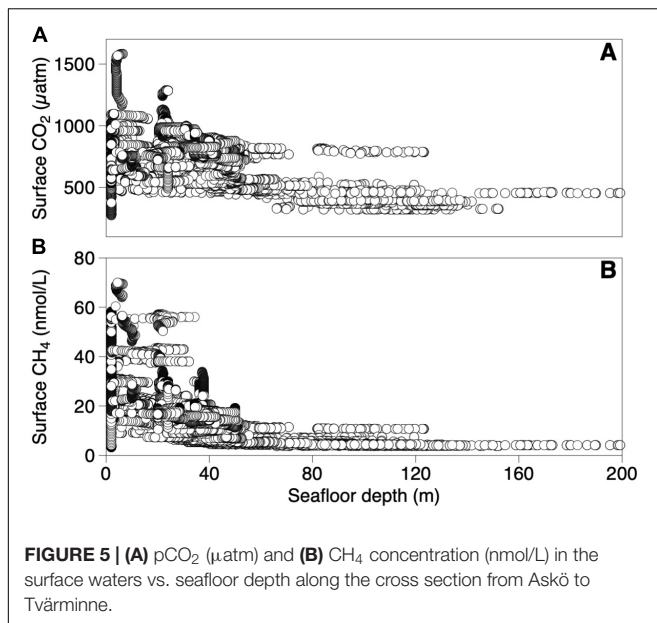 A
A
1500
1000
500
Surface CO₂ (µatm)
B
B
80
60
40
20
0
Surface CH₄ (nmol/L)
0 40 80 120 160 200
Seafloor depth (m)
FIGURE 5 | (A) pCO₂ (µatm) and (B) CH₄ concentration (nmol/L) in the
surface waters vs. seafloor depth along the cross section from Askö to
Tvärminne.